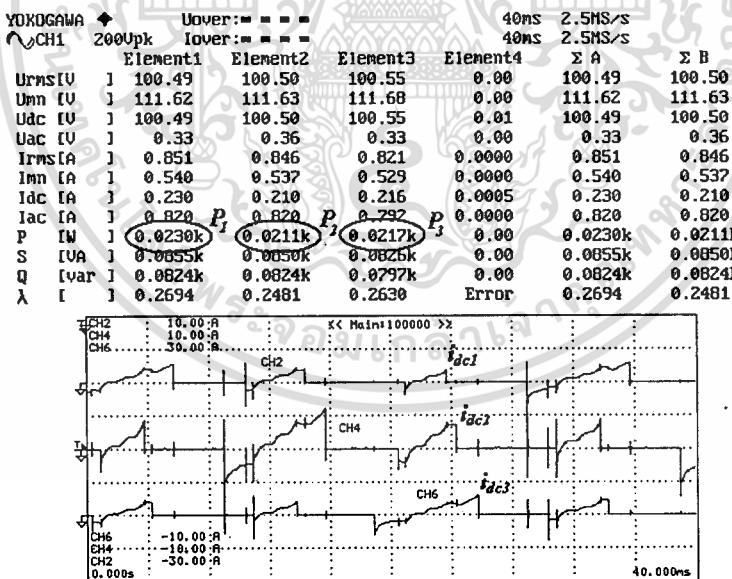 YOKOGAWA ◆ Uover:= = = = 40ms 2.5MS/s
CH1 200Vpk Iover:= = = = 40ms 2.5MS/s
Element1 Element2 Element3 Element4 Σ A Σ B
Urms[V ] 100.49 100.50 100.55 0.00 100.49 100.50
Umn [V ] 111.62 111.63 111.68 0.00 111.62 111.63
Udc [V ] 100.49 100.50 100.55 0.01 100.49 100.50
Uac [V ] 0.33 0.36 0.33 0.00 0.33 0.36
Irms[A ] 0.851 0.846 0.821 0.0000 0.851 0.846
Imn [A ] 0.540 0.537 0.529 0.0000 0.540 0.537
Idc [A ] 0.230 0.210 0.216 0.0005 0.230 0.210
Iac [A ] 0.820 0.820 0.792 0.0000 0.820 0.820
P1 P2 P3
P [W ] 0.0230k 0.0211k 0.0217k 0.00 0.0230k 0.0211k
S [VA ] 0.0855k 0.0850k 0.0826k 0.00 0.0855k 0.0850k
Q [var ] 0.0824k 0.0824k 0.0797k 0.00 0.0824k 0.0824k
λ [ ] 0.2694 0.2481 0.2630 Error 0.2694 0.2481
CH2 10.00 A << Main:100000 >>
CH4 10.00 A
CH6 30.00 A
CH2 idc1
CH4 idc2
CH6 idc3
CH6 -10.00 A
CH4 -10.00 A
CH2 -30.00 A
0.000s 40.000ms